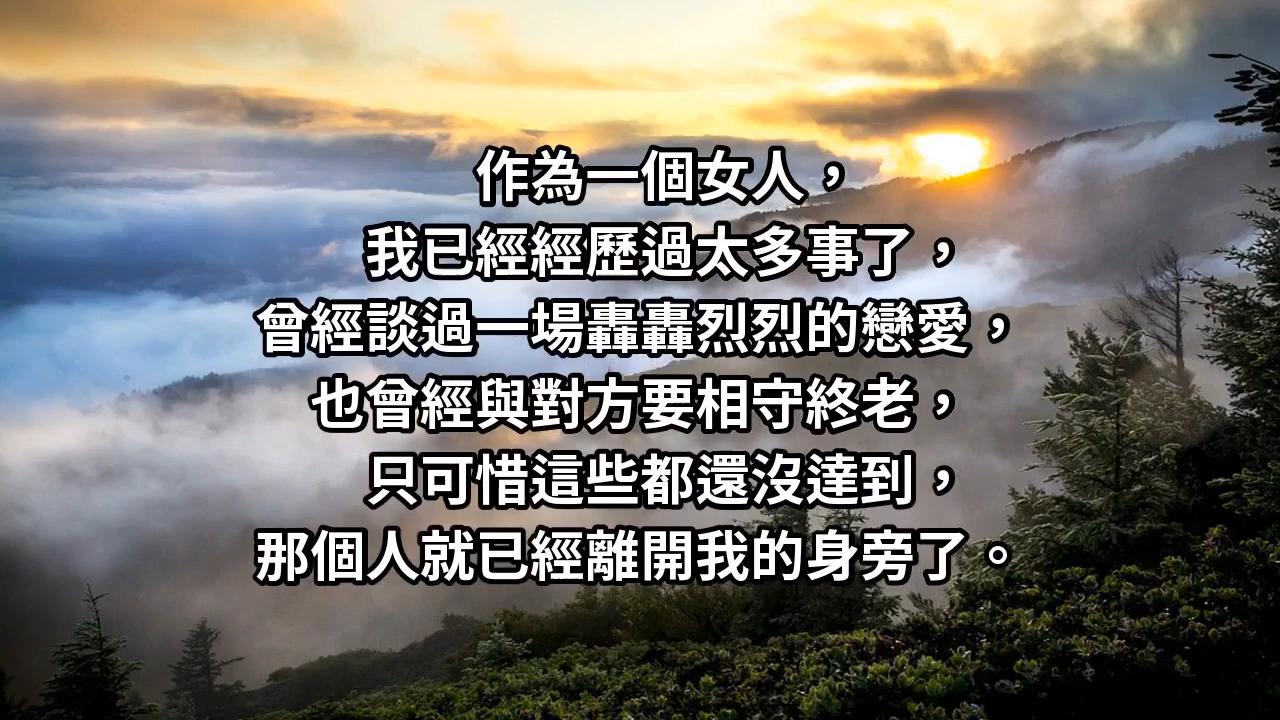 作為一個女人，
我已經經歷過太多事了，
曾經談過一場轟轟烈烈的戀愛，
也曾經與對方要相守終老，
只可惜這些都還沒達到，
那個人就已經離開我的身旁了。